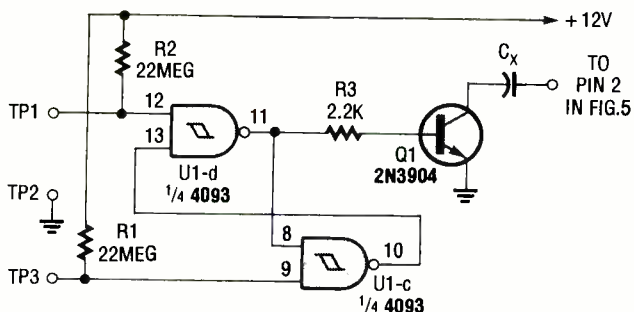 +12V
R2
22MEG
TP1
12
13
11
U1-d
1/4 4093
R3
2.2K
CX
TO
PIN 2
IN FIG.5
Q1
2N3904
TP2
R1
22MEG
TP3
8
9
10
U1-c
1/4 4093